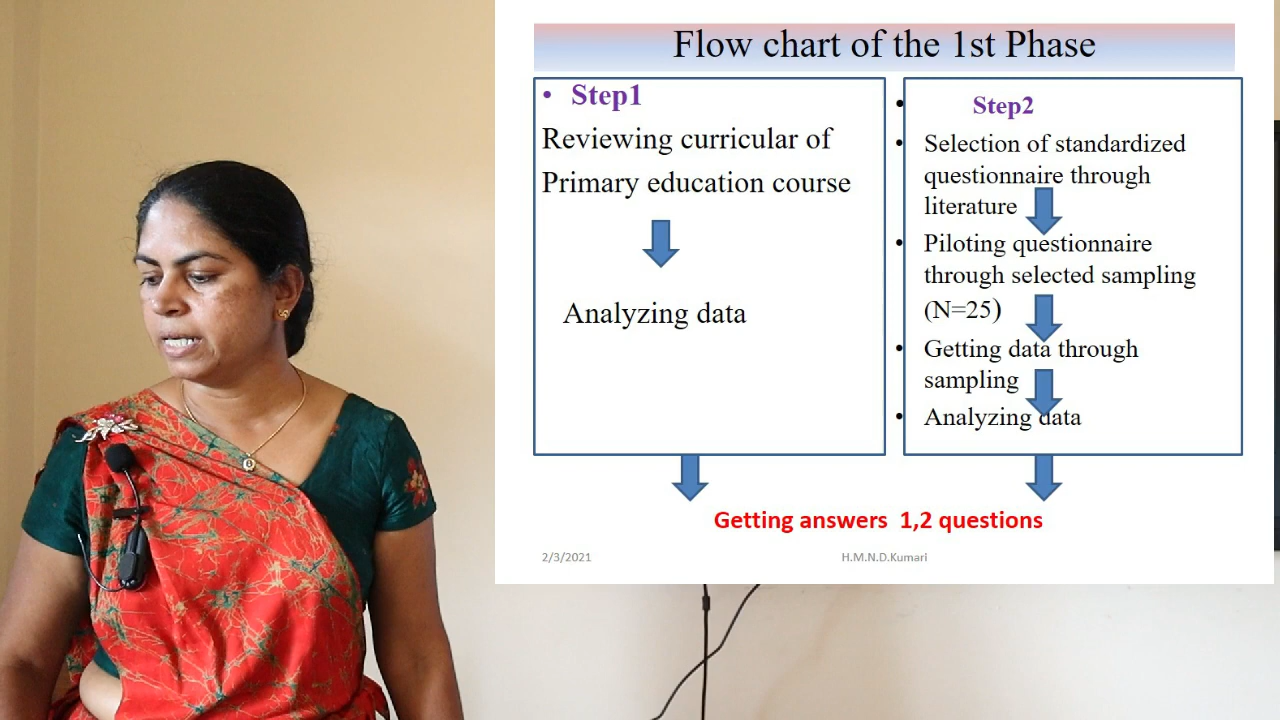 Flow chart of the 1st Phase
• Step1
Reviewing curricular of
Primary education course
Analyzing data
• Step2
• Selection of standardized
questionnaire through
literature
• Piloting questionnaire
through selected sampling
(N=25)
• Getting data through
sampling
• Analyzing data
Getting answers 1,2 questions
2/3/2021
H.M.N.D.Kumari